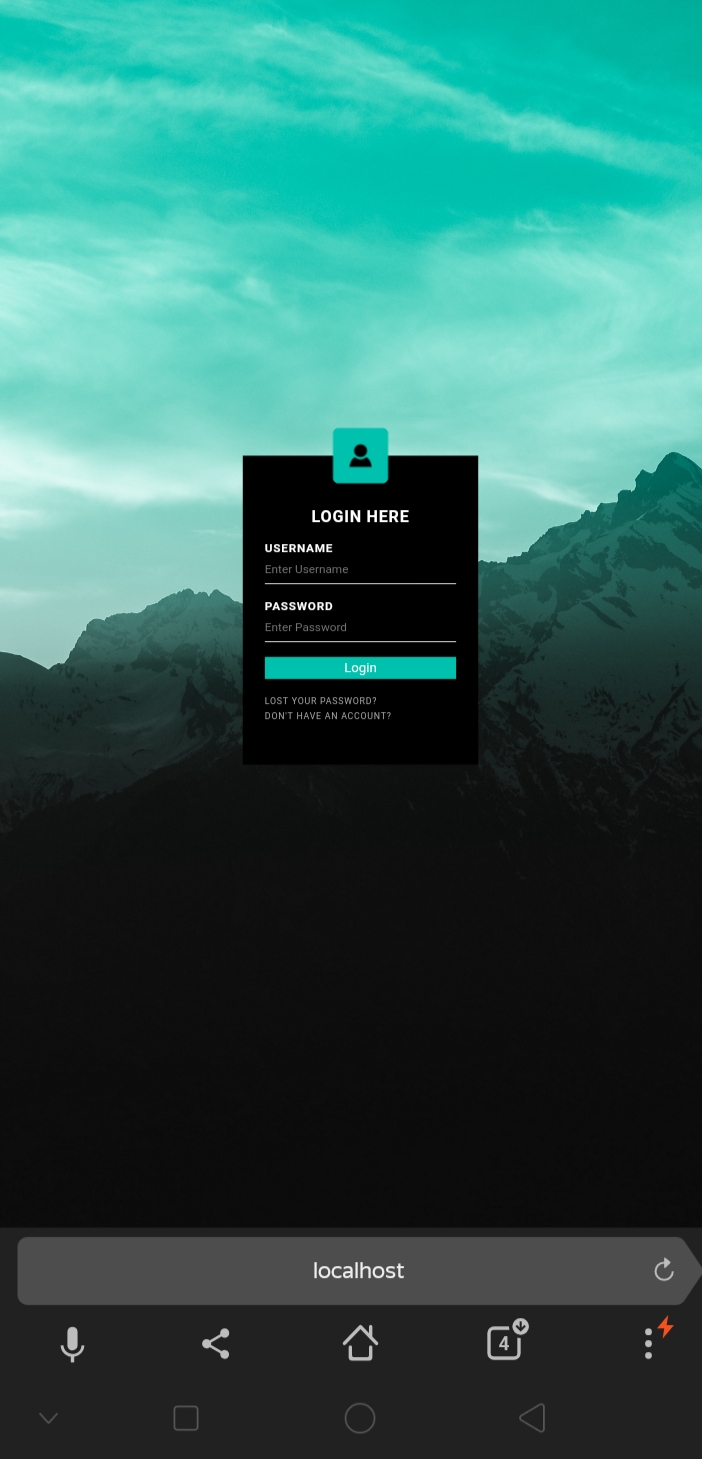 LOGIN HERE
USERNAME
Enter Username
PASSWORD
Enter Password
Login
LOST YOUR PASSWORD?
DON'T HAVE AN ACCOUNT?
localhost
4